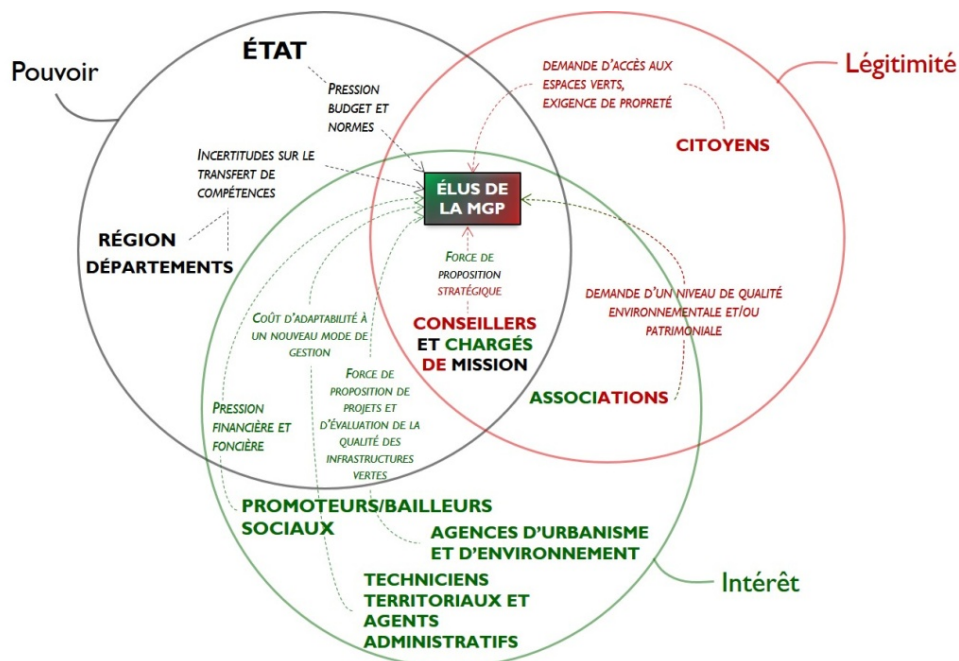 Pouvoir
ÉTAT
PRESSION
BUDGET ET
NORMES
INCERTITUDES SUR LE
TRANSFERT DE
COMPÉTENCES
RÉGION
DÉPARTEMENTS
Légitimité
DEMANDE D'ACCÈS AUX
ESPACES VERTS,
EXIGENCE DE PROPRETÉ
CITOYENS
ÉLUS DE
LA MGP
FORCE DE
PROPOSITION
STRATÉGIQUE
CONSEILLERS
ET CHARGÉS
DE MISSION
DEMANDE D'UN NIVEAU DE QUALITÉ
ENVIRONNEMENTALE ET/OU
PATRIMONIALE
ASSOCIATIONS
COÛT D'ADAPTABILITÉ À
UN NOUVEAU MODE DE
GESTION
FORCE DE
PROPOSITION DE
PROJETS ET
D'ÉVALUATION DE LA
QUALITÉ DES
INFRASTRUCTURES
VERTES
PRESSION
FINANCIÈRE ET
FONCIÈRE
PROMOTEURS/BAILLEURS
SOCIAUX
AGENCES D'URBANISME
ET D'ENVIRONNEMENT
TECHNICIENS
TERRITORIAUX ET
AGENTS
ADMINISTRATIFS
Intérêt